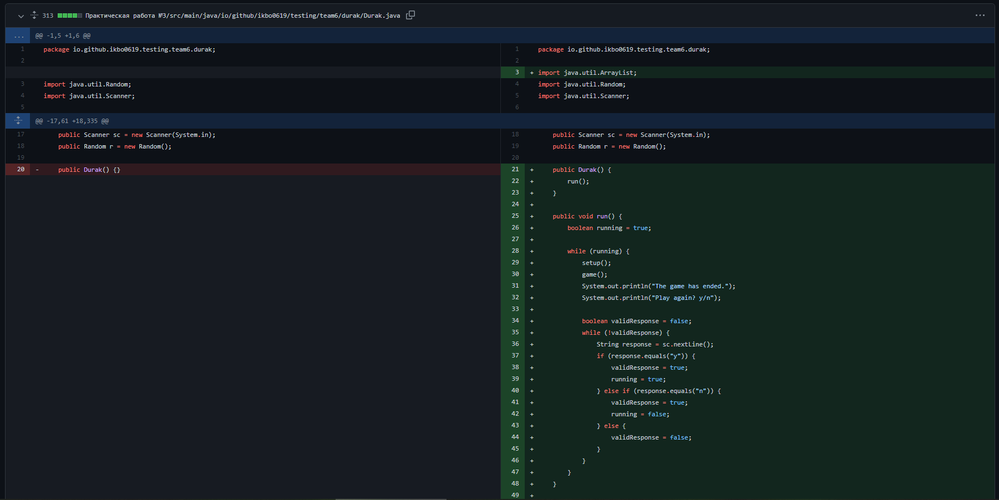 313 Практическая работа №3/src/main/java/io/github/ikbo0619/testing/team6/durak/Durak.java
... @@ -1,5 +1,6 @@
1 package io.github.ikbo0619.testing.team6.durak; 1 package io.github.ikbo0619.testing.team6.durak;
2 2
3 + import java.util.ArrayList;
3 import java.util.Random; 4 import java.util.Random;
4 import java.util.Scanner; 5 import java.util.Scanner;
5 6
@@ -17,61 +18,335 @@
17 public Scanner sc = new Scanner(System.in); 18 public Scanner sc = new Scanner(System.in);
18 public Random r = new Random(); 19 public Random r = new Random();
19 20
20 - public Durak() {} 21 + public Durak() {
22 + run();
23 + }
24 +
25 + public void run() {
26 + boolean running = true;
27 +
28 + while (running) {
29 + setup();
30 + game();
31 + System.out.println("The game has ended.");
32 + System.out.println("Play again? y/n");
33 +
34 + boolean validResponse = false;
35 + while (!validResponse) {
36 + String response = sc.nextLine();
37 + if (response.equals("y")) {
38 + validResponse = true;
39 + running = true;
40 + } else if (response.equals("n")) {
41 + validResponse = true;
42 + running = false;
43 + } else {
44 + validResponse = false;
45 + }
46 + }
47 + }
48 + }
49 +